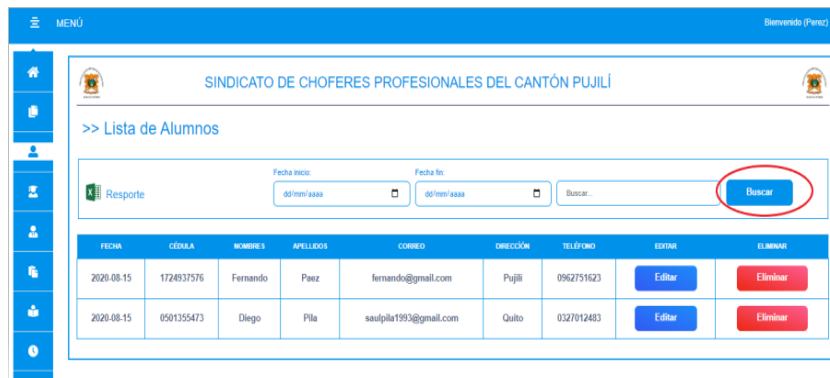 MENÚ
Bienvenido (Perez)
SINDICATO DE CHOFERES PROFESIONALES DEL CANTÓN PUJILÍ
>> Lista de Alumnos
Resporte
Fecha inicio:
dd/mm/aaaa
Fecha fin:
dd/mm/aaaa
Buscar...
Buscar
FECHA CÉDULA NOMBRES APELLIDOS CORREO DIRECCIÓN TELÉFONO EDITAR ELIMINAR
2020-08-15 1724937576 Fernando Paez fernando@gmail.com Pujili 0962751623 Editar Eliminar
2020-08-15 0501355473 Diego Pila saulpila1993@gmail.com Quito 0327012483 Editar Eliminar